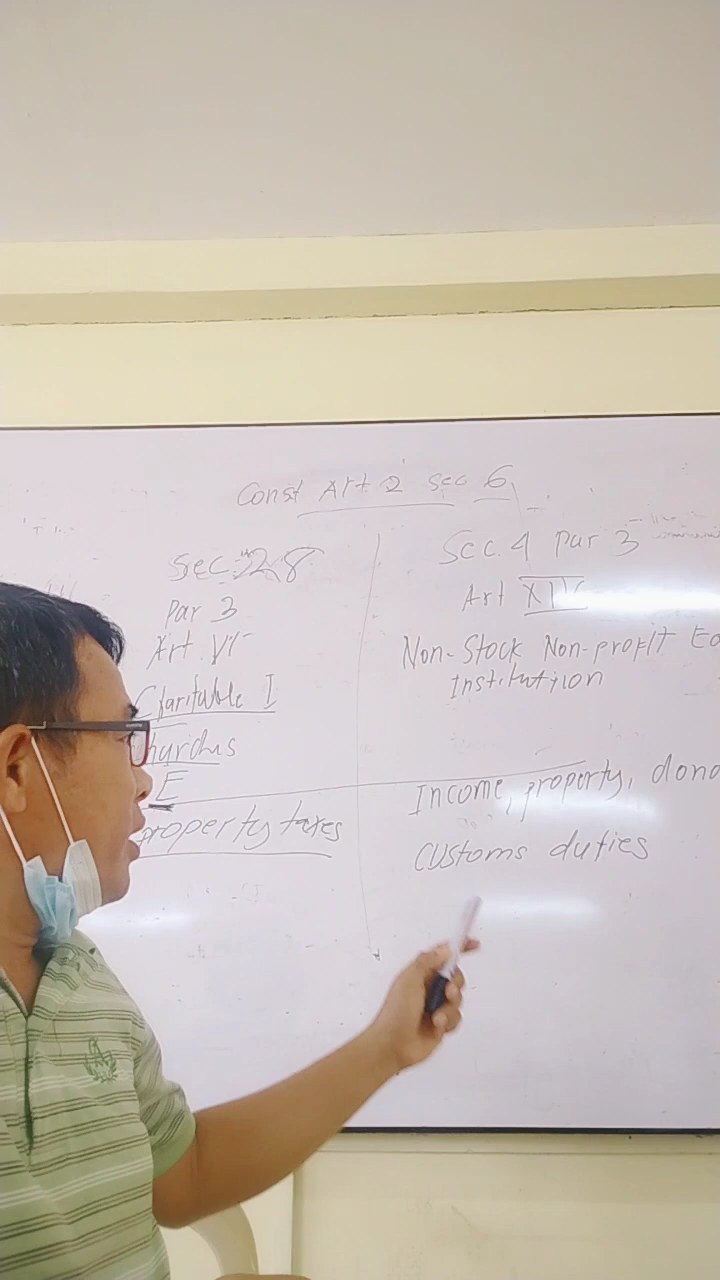 Const Art 2 Sec 6
Sec. 28
Par 3
Art. VI
Charitable I
churches
E
property taxes
Sec. 4 Par 3
Art XIV
Non-Stock Non-profit Ed
Institution
Income, property, dono
customs duties